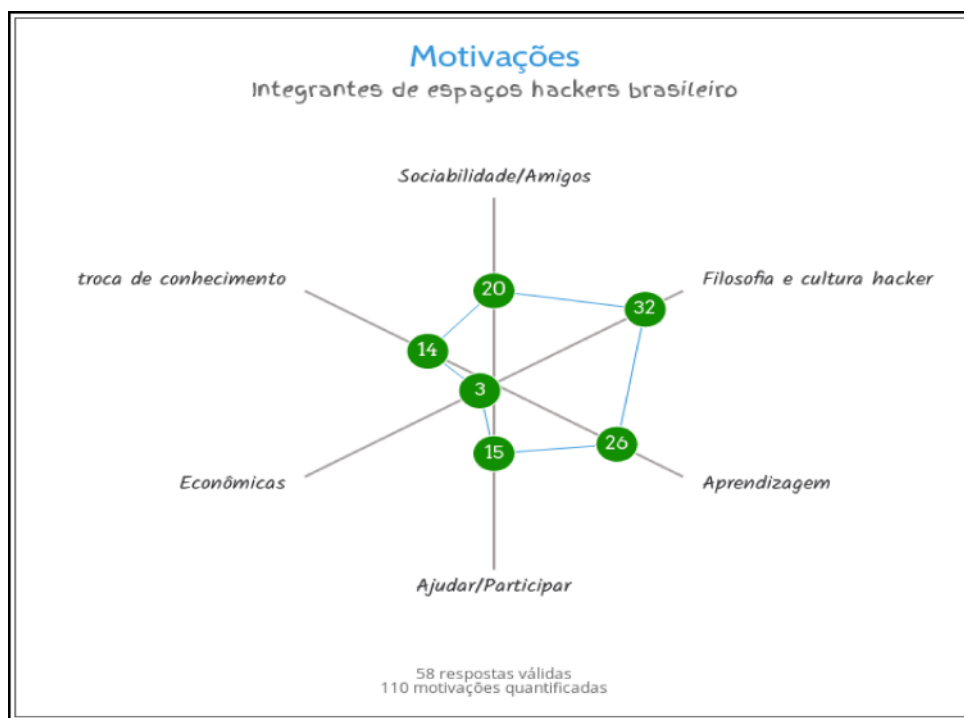 Motivações
Integrantes de espaços hackers brasileiro
Sociabilidade/Amigos
troca de conhecimento
Filosofia e cultura hacker
20
32
14
3
15
26
Econômicas
Aprendizagem
Ajudar/Participar
58 respostas válidas
110 motivações quantificadas